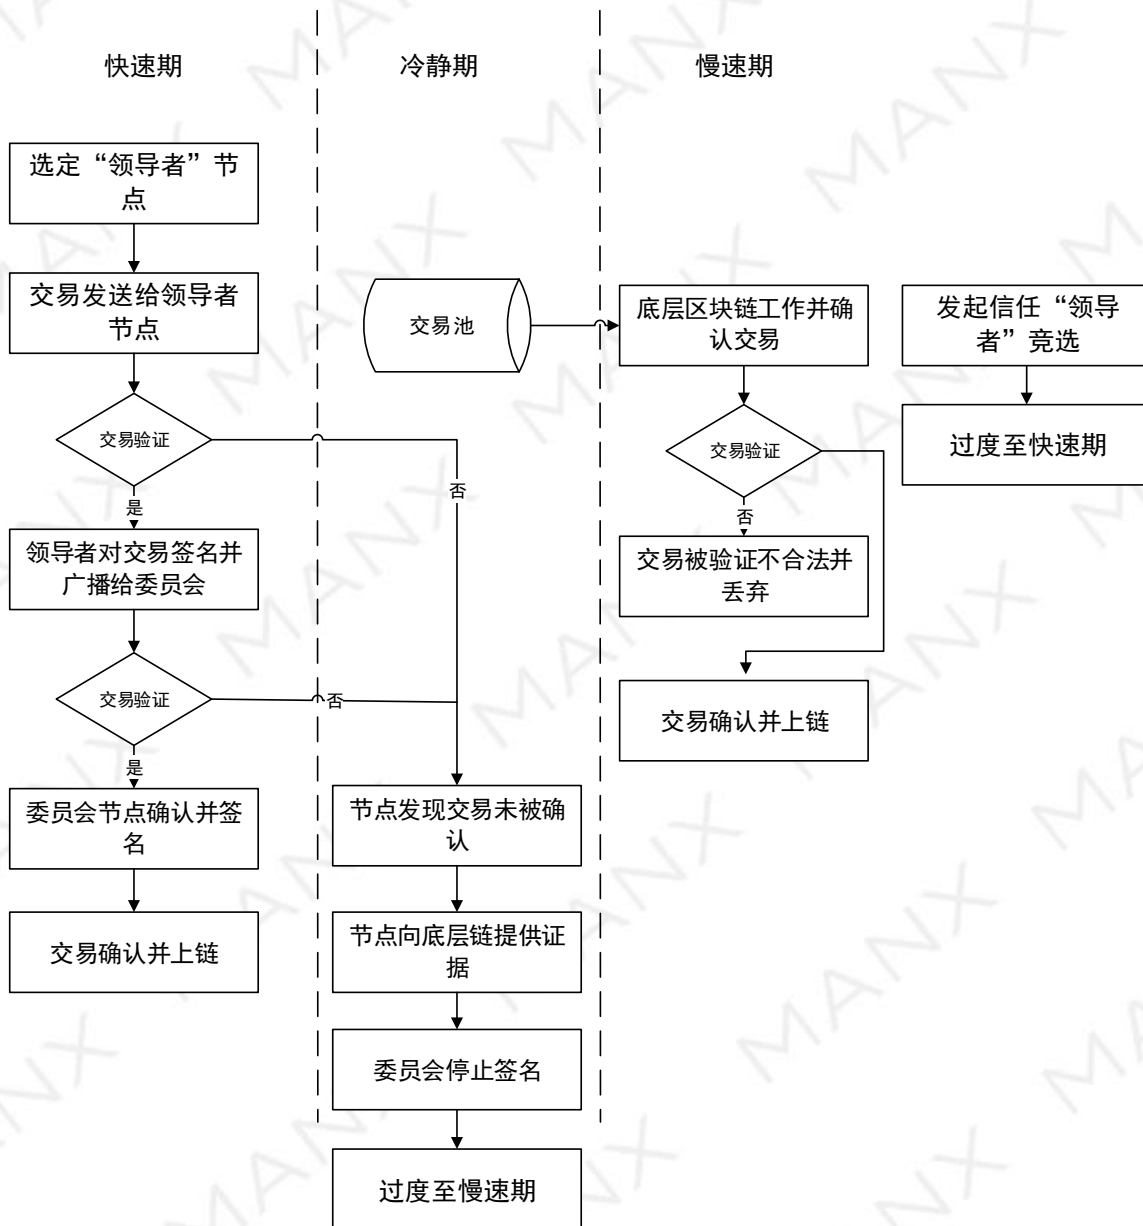 快速期
冷静期
慢速期
选定“领导者”节
点
交易发送给领导者
节点
交易验证
是
否
领导者对交易签名并
广播给委员会
交易验证
否
是
委员会节点确认并签
名
交易确认并上链
交易池
节点发现交易未被确
认
节点向底层链提供证
据
委员会停止签名
过度至慢速期
底层区块链工作并确
认交易
交易验证
否
交易被验证不合法并
丢弃
交易确认并上链
发起信任“领导
者”竞选
过度至快速期
MANX